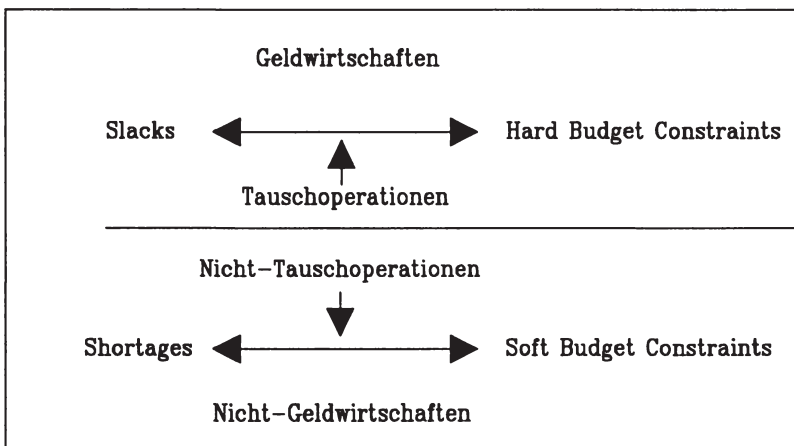 Geldwirtschaften
Slacks Hard Budget Constraints
Tauschoperationen
Nicht-Tauschoperationen
Shortages Soft Budget Constraints
Nicht-Geldwirtschaften